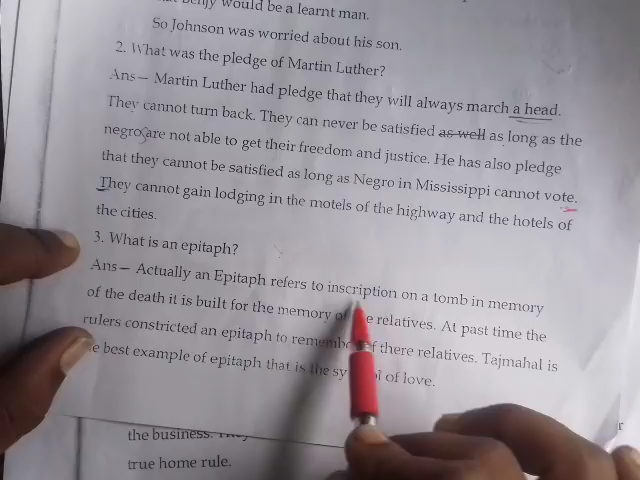 Benjy would be a learnt man.
So Johnson was worried about his son.
2. What was the pledge of Martin Luther?
Ans— Martin Luther had pledge that they will always march a head.
They cannot turn back. They can never be satisfied as well as long as the
negros are not able to get their freedom and justice. He has also pledge
that they cannot be satisfied as long as Negro in Mississippi cannot vote.
They cannot gain lodging in the motels of the highway and the hotels of
the cities.
3. What is an epitaph?
Ans— Actually an Epitaph refers to inscription on a tomb in memory
of the death it is built for the memory of relatives. At past time the
rulers constricted an epitaph to remember of there relatives. Tajmahal is
best example of epitaph that is the symbol of love.
the business.
true home rule.